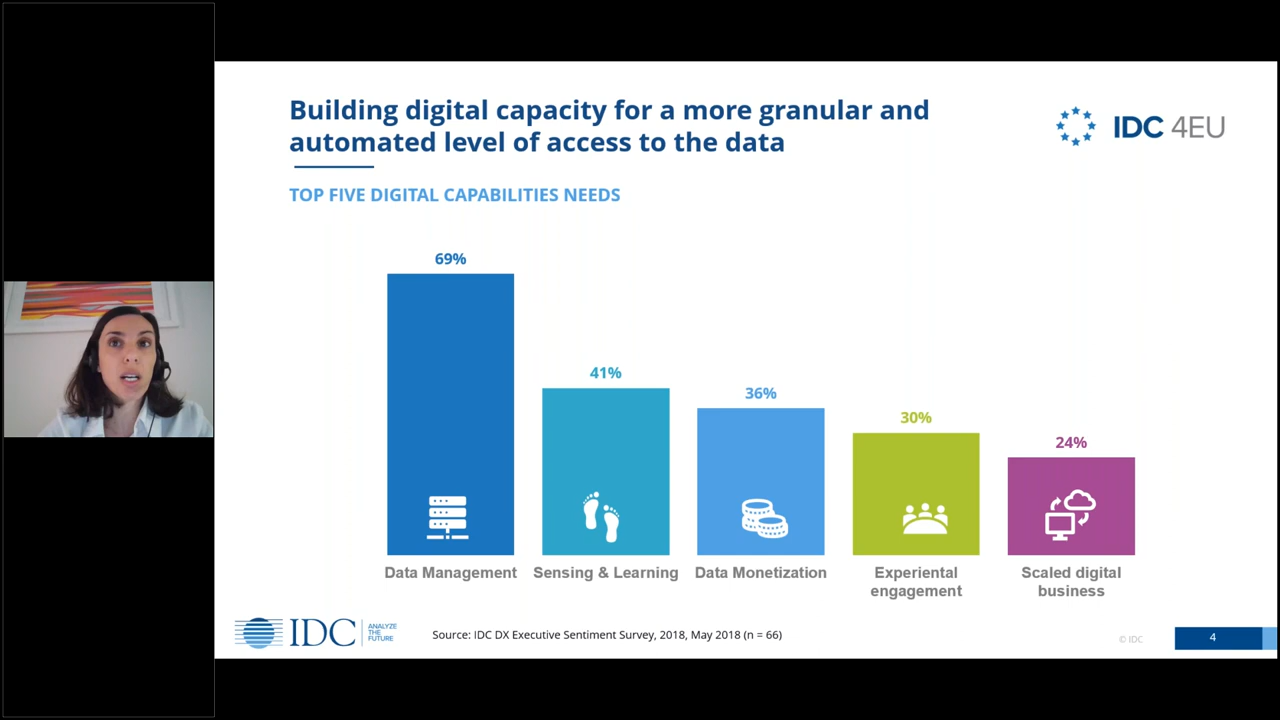 Building digital capacity for a more granular and
automated level of access to the data
IDC 4EU
TOP FIVE DIGITAL CAPABILITIES NEEDS
69%
41%
36%
30%
24%
Data Management
Sensing & Learning
Data Monetization
Experiental
engagement
Scaled digital
business
IDC
ANALYZE
THE
FUTURE
Source: IDC DX Executive Sentiment Survey, 2018, May 2018 (n = 66)
© IDC
4